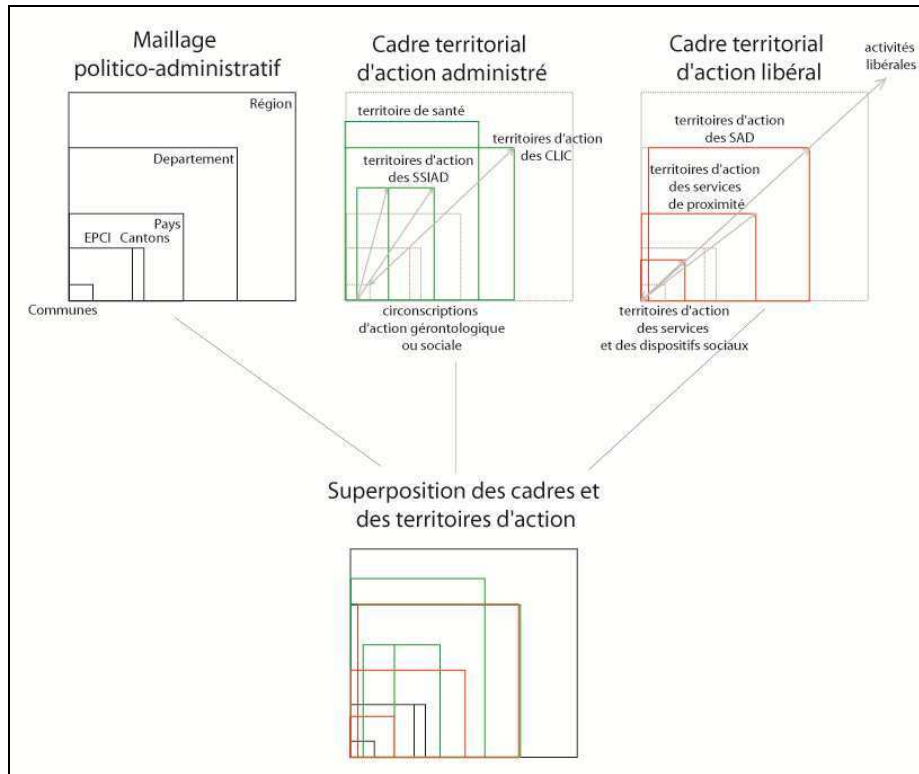 Maillage
politico-administratif
Région
Departement
Pays
EPCI Cantons
Communes
Cadre territorial
d'action administré
territoire de santé
territoires d'action
des CLIC
territoires d'action
des SSIAD
circonscriptions
d'action gérontologique
ou sociale
Cadre territorial
d'action libéral
activités
libérales
territoires d'action
des SAD
territoires d'action
des services
de proximité
territoires d'action
des services
et des dispositifs sociaux
Superposition des cadres et
des territoires d'action